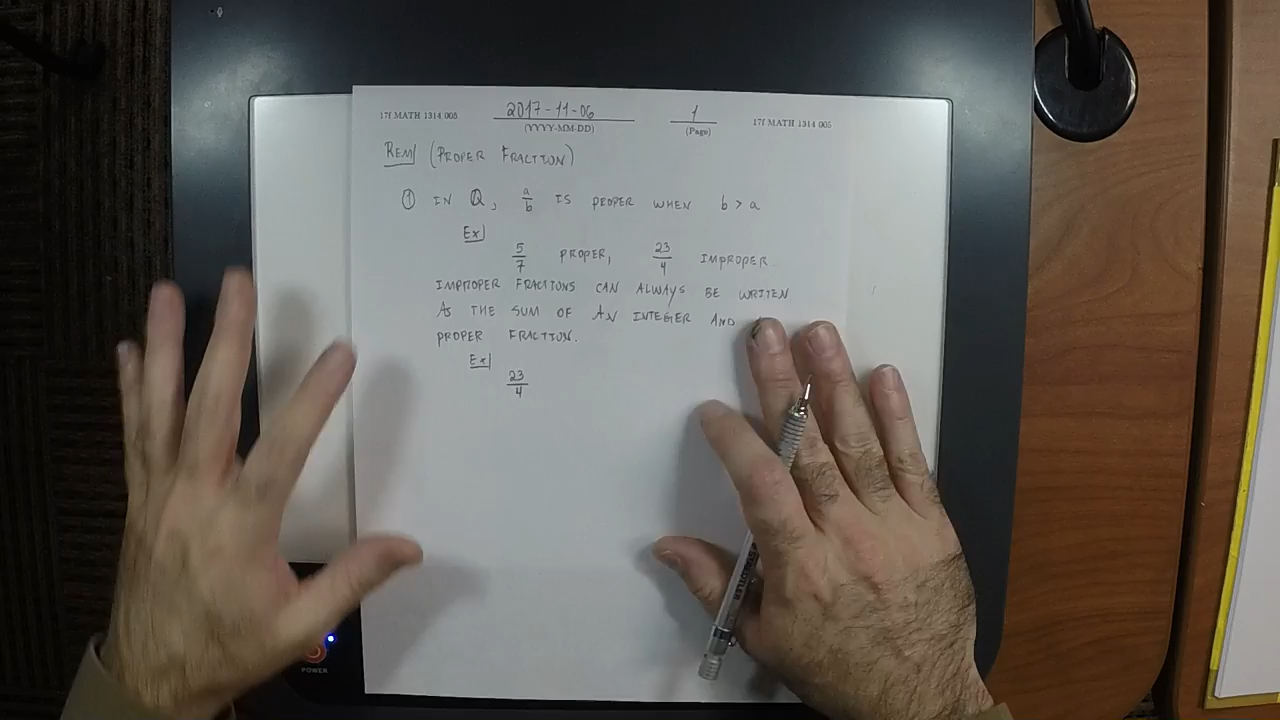 17f MATH 1314 005 2017-11-06 1 17f MATH 1314 005
(YYYY-MM-DD) (Page)
REM (PROPER FRACTION)
① IN ℚ, a/b IS PROPER WHEN b > a
Ex
5/7 PROPER, 23/4 IMPROPER
IMPROPER FRACTIONS CAN ALWAYS BE WRITTEN
AS THE SUM OF AN INTEGER AND
PROPER FRACTION.
Ex
23/4
POWER